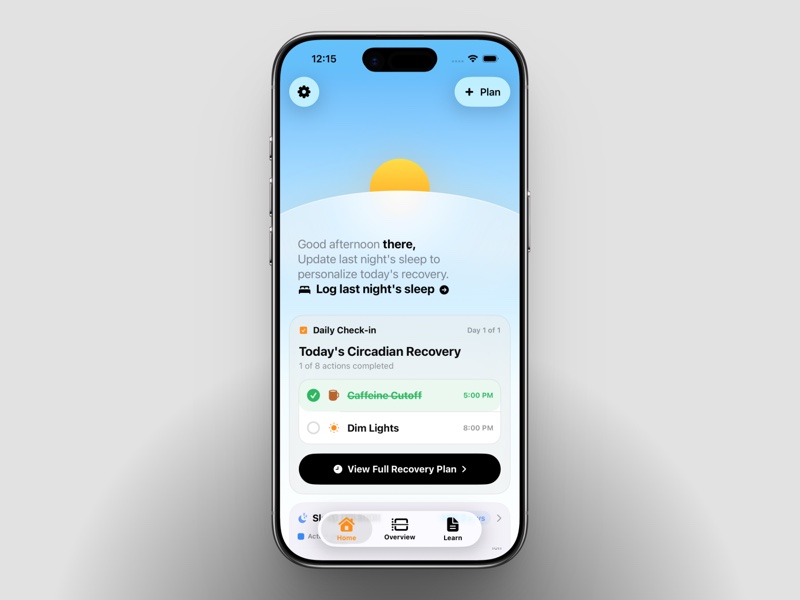 12:15
+ Plan
Good afternoon there,
Update last night's sleep to
personalize today's recovery.
Log last night's sleep
Daily Check-in
Day 1 of 1
Today's Circadian Recovery
1 of 8 actions completed
Caffeine Cutoff
5:00 PM
Dim Lights
8:00 PM
View Full Recovery Plan
Home
Overview
Learn